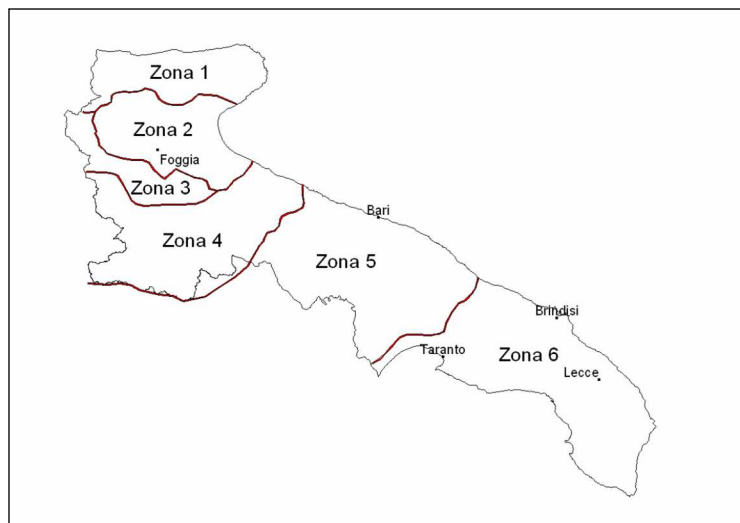 Zona 1
Zona 2
Foggia
Zona 3
Bari
Zona 4
Zona 5
Brindisi
Taranto
Zona 6
Lecce